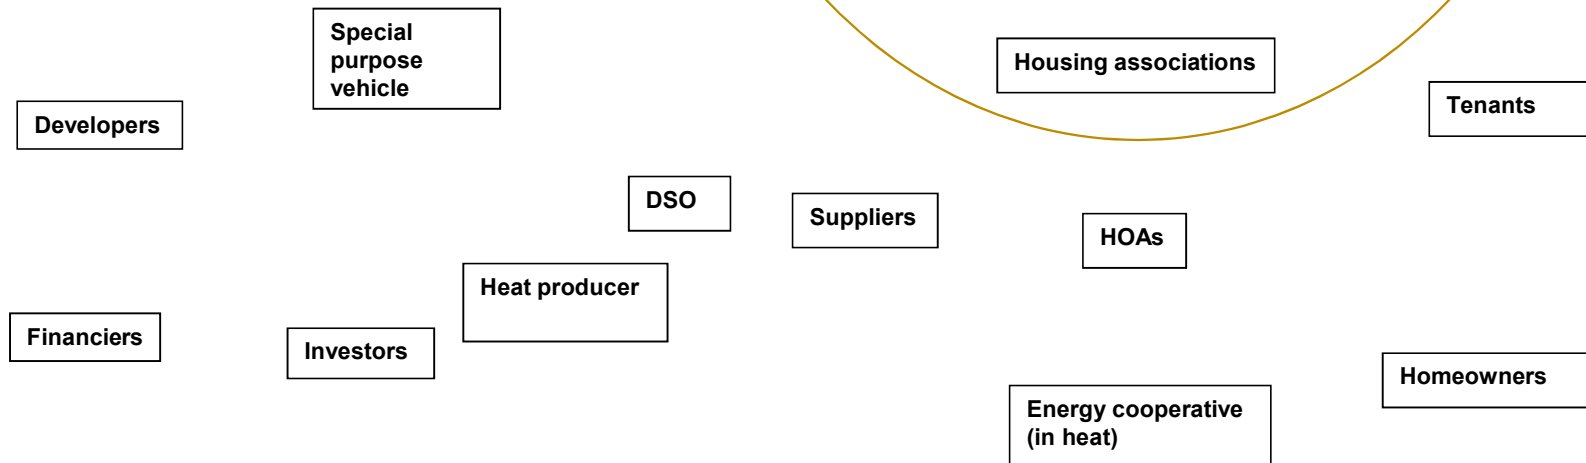 Special
purpose
vehicle
Housing associations
Tenants
Developers
DSO
Suppliers
HOAs
Heat producer
Financiers
Investors
Homeowners
Energy cooperative
(in heat)